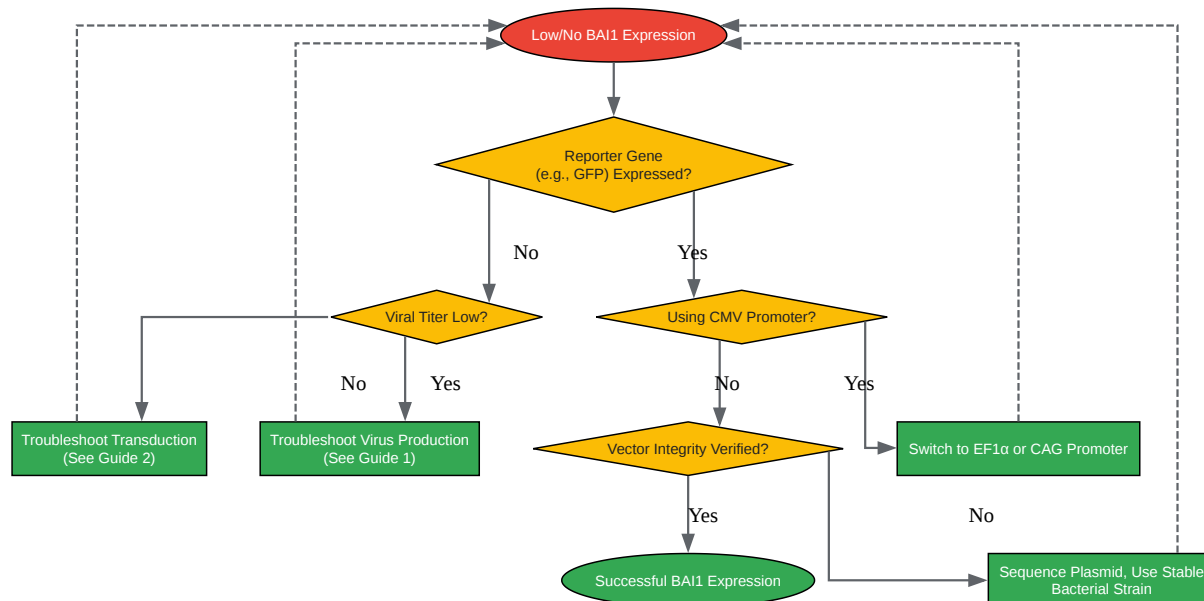 Low/No BAI1 Expression
Reporter Gene
(e.g., GFP) Expressed?
No
Yes
Viral Titer Low?
Using CMV Promoter?
No
Yes
No
Yes
Troubleshoot Transduction
(See Guide 2)
Troubleshoot Virus Production
(See Guide 1)
Vector Integrity Verified?
Switch to EF1α or CAG Promoter
Yes
No
Successful BAI1 Expression
Sequence Plasmid, Use Stable
Bacterial Strain